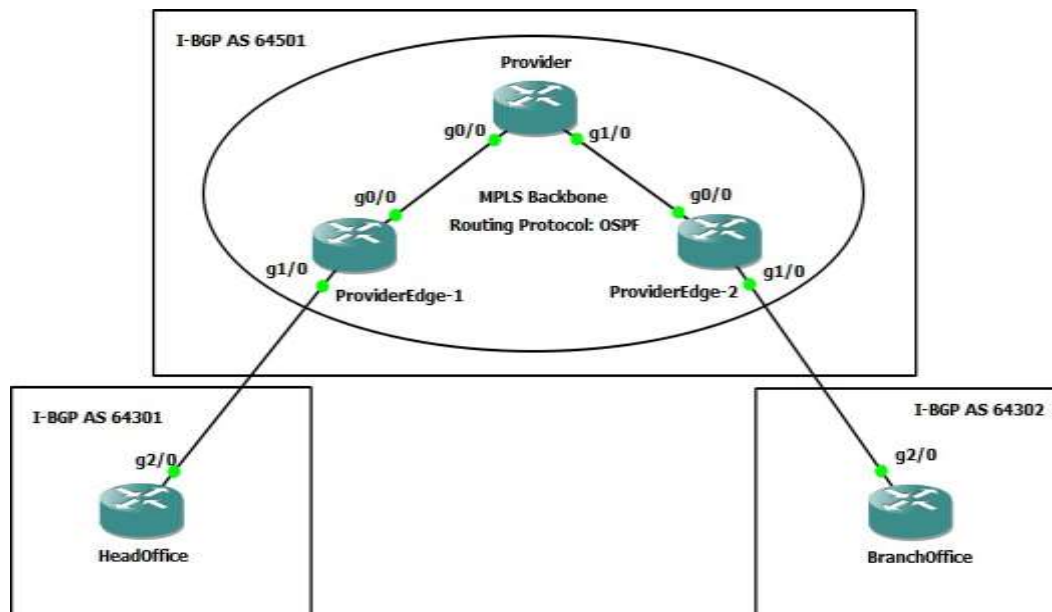 I-BGP AS 64501
Provider
g0/0
g1/0
g0/0
MPLS Backbone
g0/0
Routing Protocol: OSPF
g1/0
g1/0
ProviderEdge-1
ProviderEdge-2
I-BGP AS 64301
I-BGP AS 64302
g2/0
g2/0
HeadOffice
BranchOffice